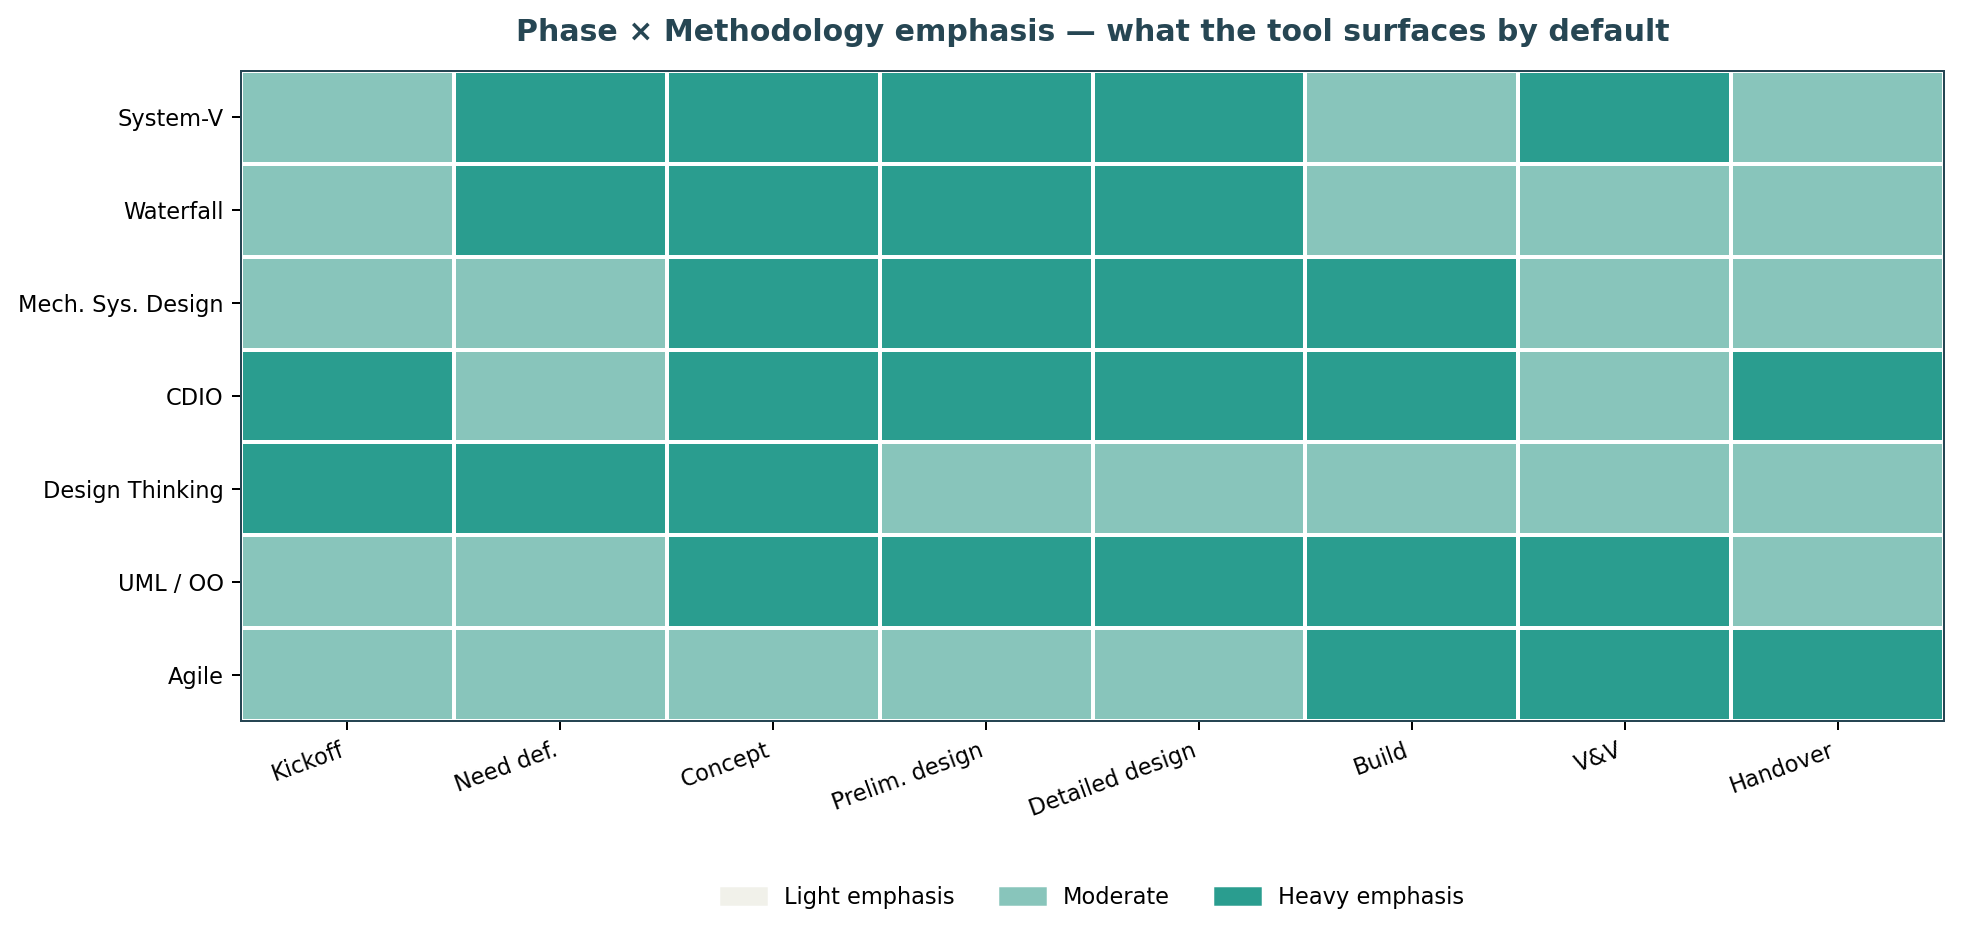 Phase × Methodology emphasis — what the tool surfaces by default
System-V
Waterfall
Mech. Sys. Design
CDIO
Design Thinking
UML / OO
Agile
Kickoff
Need def.
Concept
Prelim. design
Detailed design
Build
V&V
Handover
Light emphasis
Moderate
Heavy emphasis